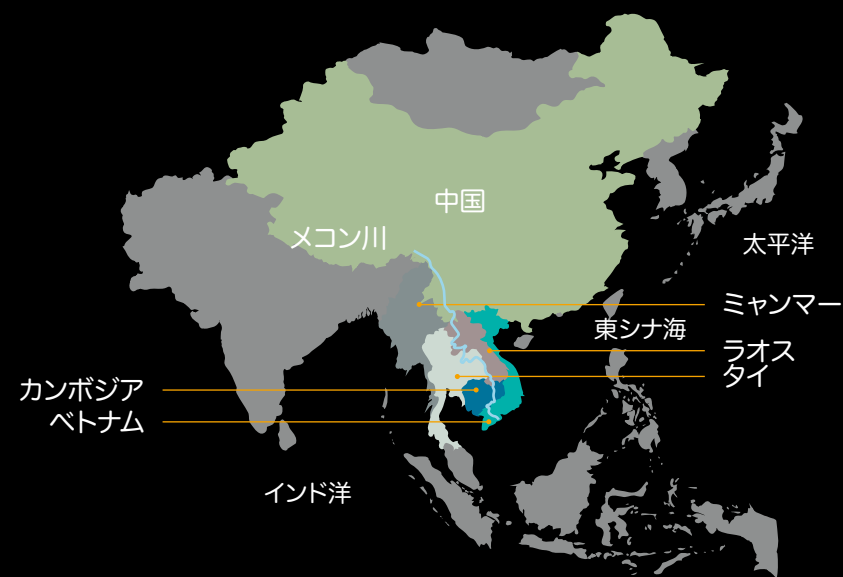 中国
メコン川
太平洋
ミャンマー
東シナ海
ラオス
タイ
カンボジア
ベトナム
インド洋